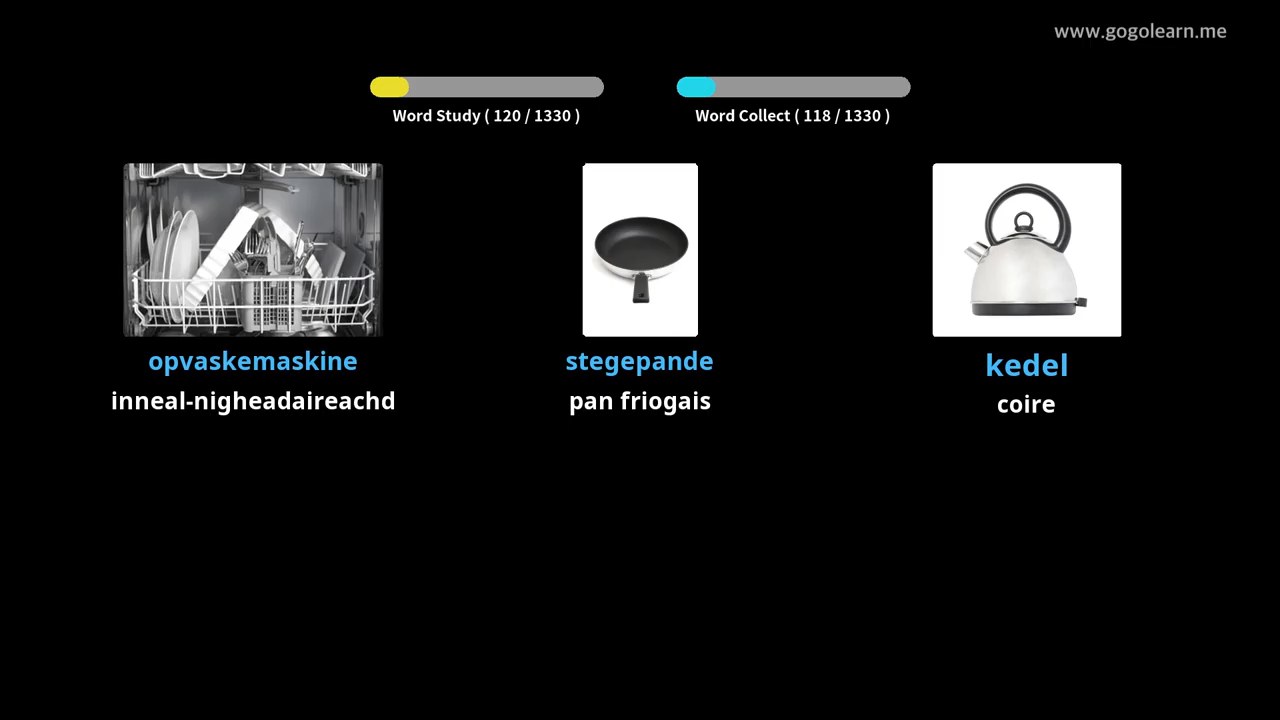 www.gogolearn.me
Word Study ( 120 / 1330 )
Word Collect ( 118 / 1330 )
opvaskemaskine
inneal-nigheadaireachd
stegepande
pan friogais
kedel
coire